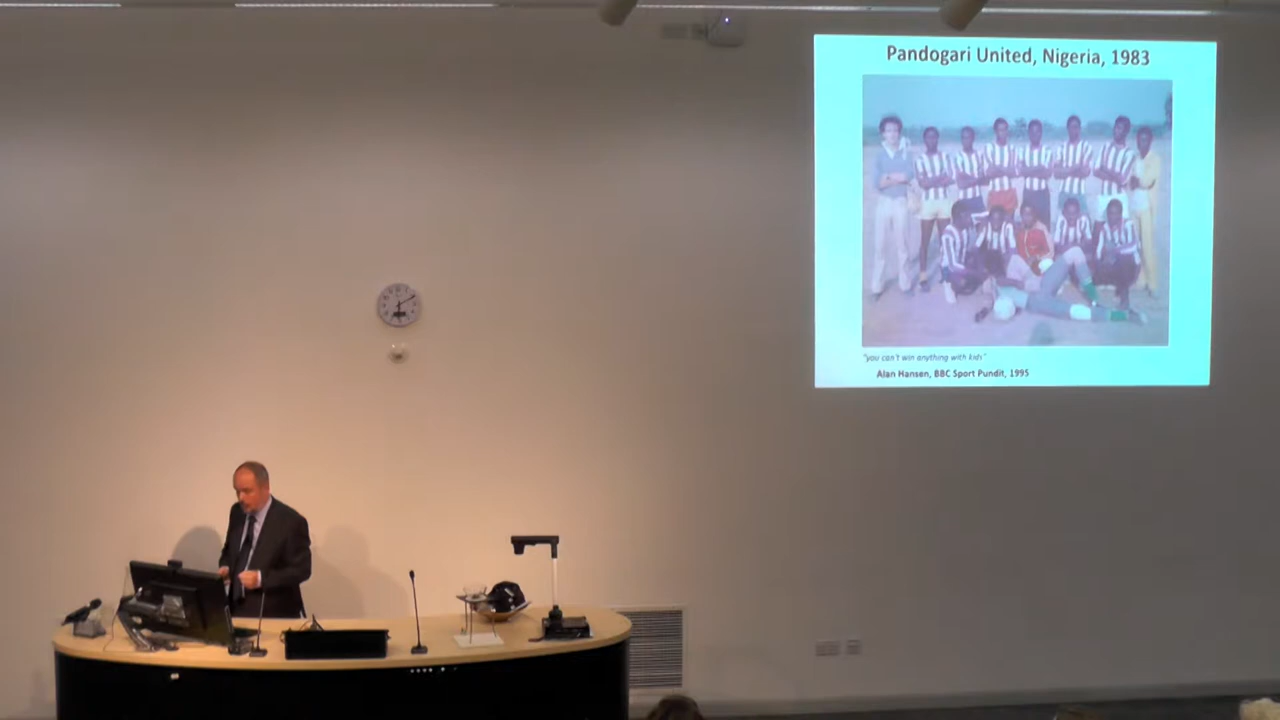 Pandogari United, Nigeria, 1983
"you can't win anything with kids"
Alan Hansen, BBC Sport Pundit, 1995